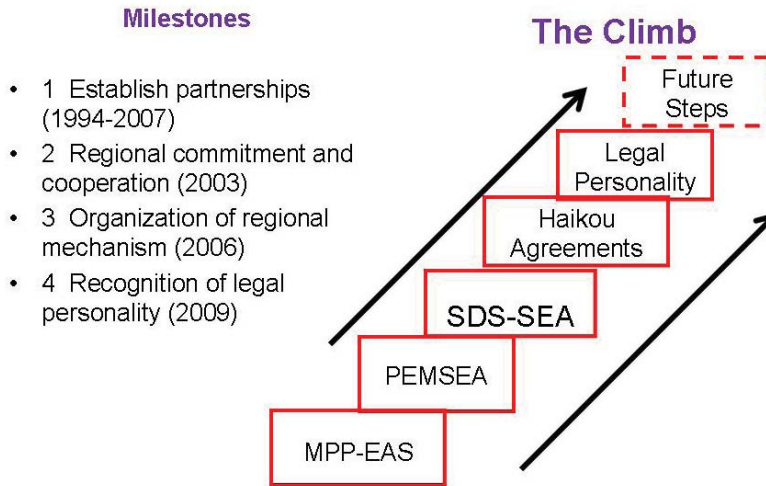 Milestones
• 1 Establish partnerships
(1994-2007)
• 2 Regional commitment and
cooperation (2003)
• 3 Organization of regional
mechanism (2006)
• 4 Recognition of legal
personality (2009)
The Climb
Future
Steps
Legal
Personality
Haikou
Agreements
SDS-SEA
PEMSEA
MPP-EAS